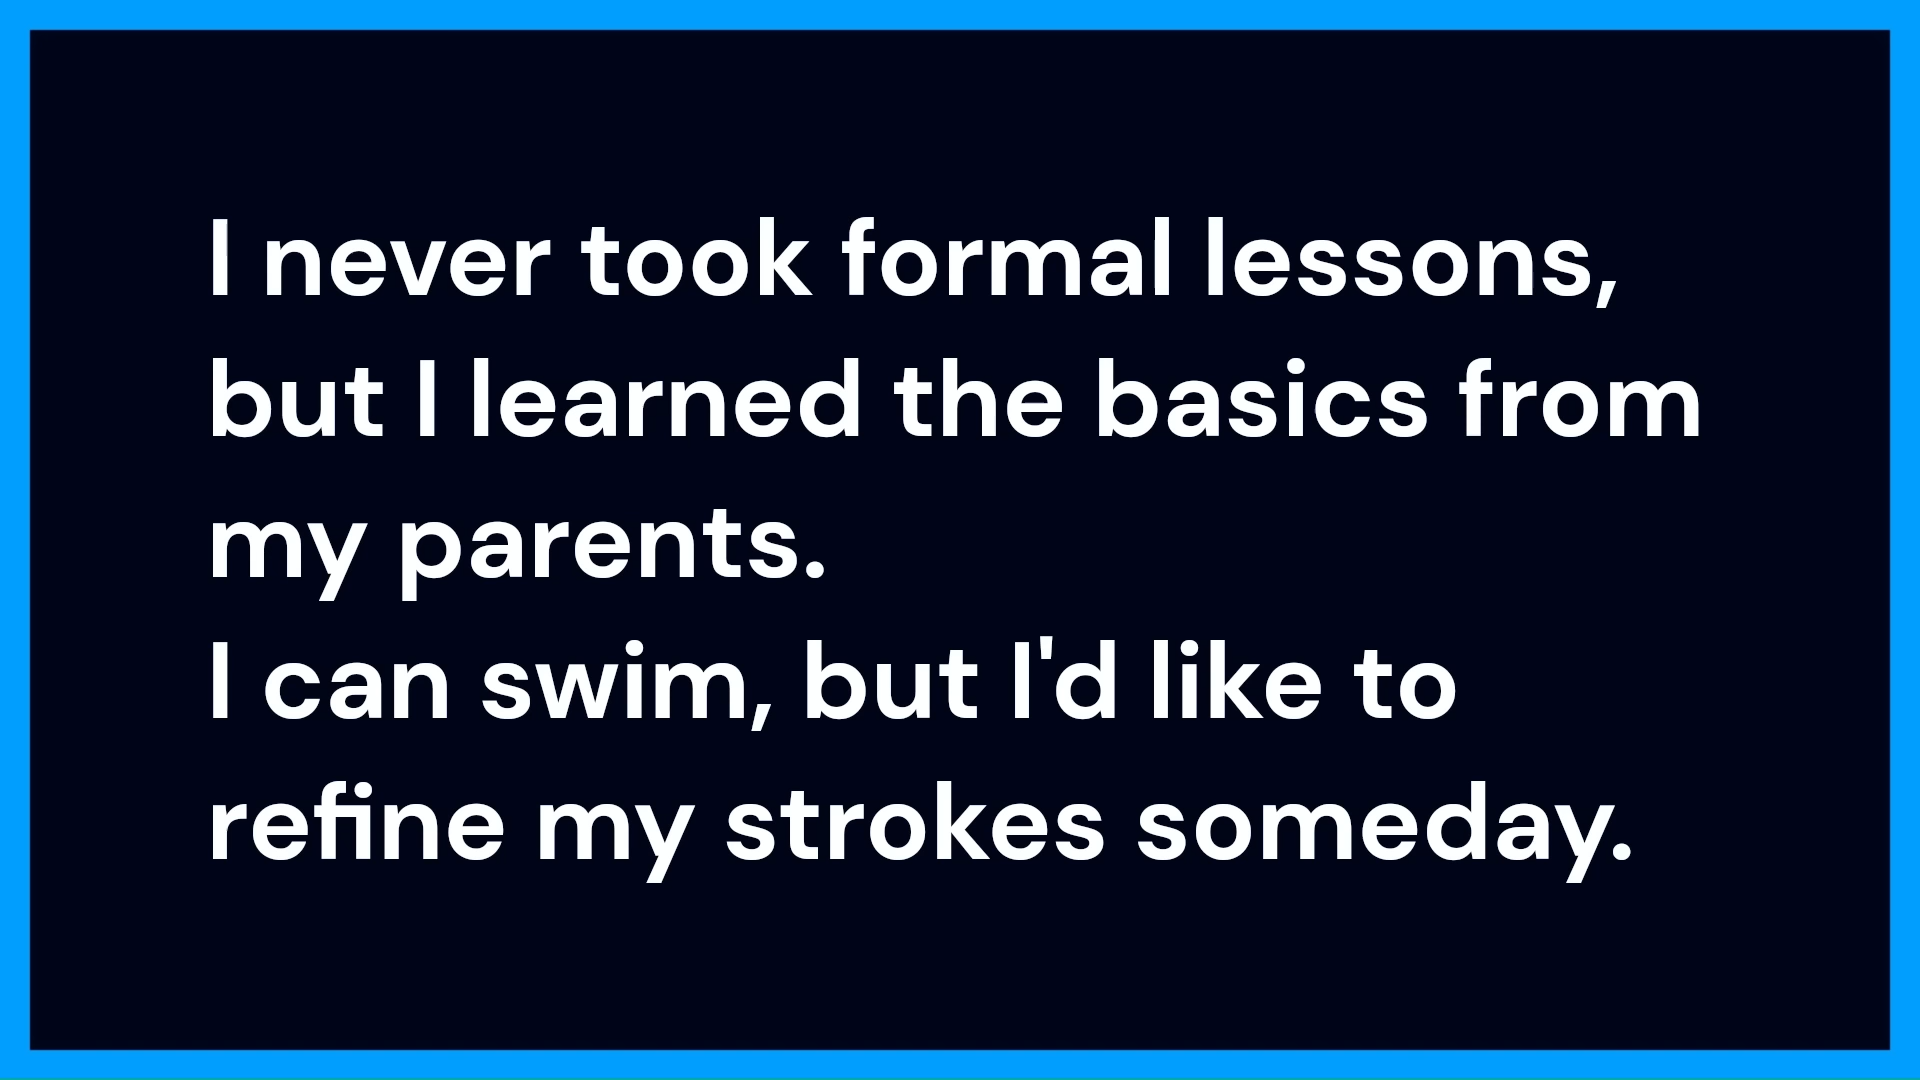 I never took formal lessons,
but I learned the basics from
my parents.
I can swim, but I'd like to
refine my strokes someday.